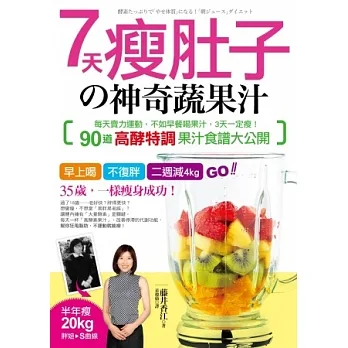 酵素たっぷりで「やせ体質」になる！「朝ジュース」ダイエット
7天瘦肚子
の神奇蔬果汁
每天賣力運動，不如早餐喝果汁，3天一定瘦！
90道 高酵特調 果汁食譜大公開
早上喝 不復胖 二週減4kg GO!!
35歲，一樣瘦身成功！
藤井香江
半年瘦
20kg
胖妞▶S曲線